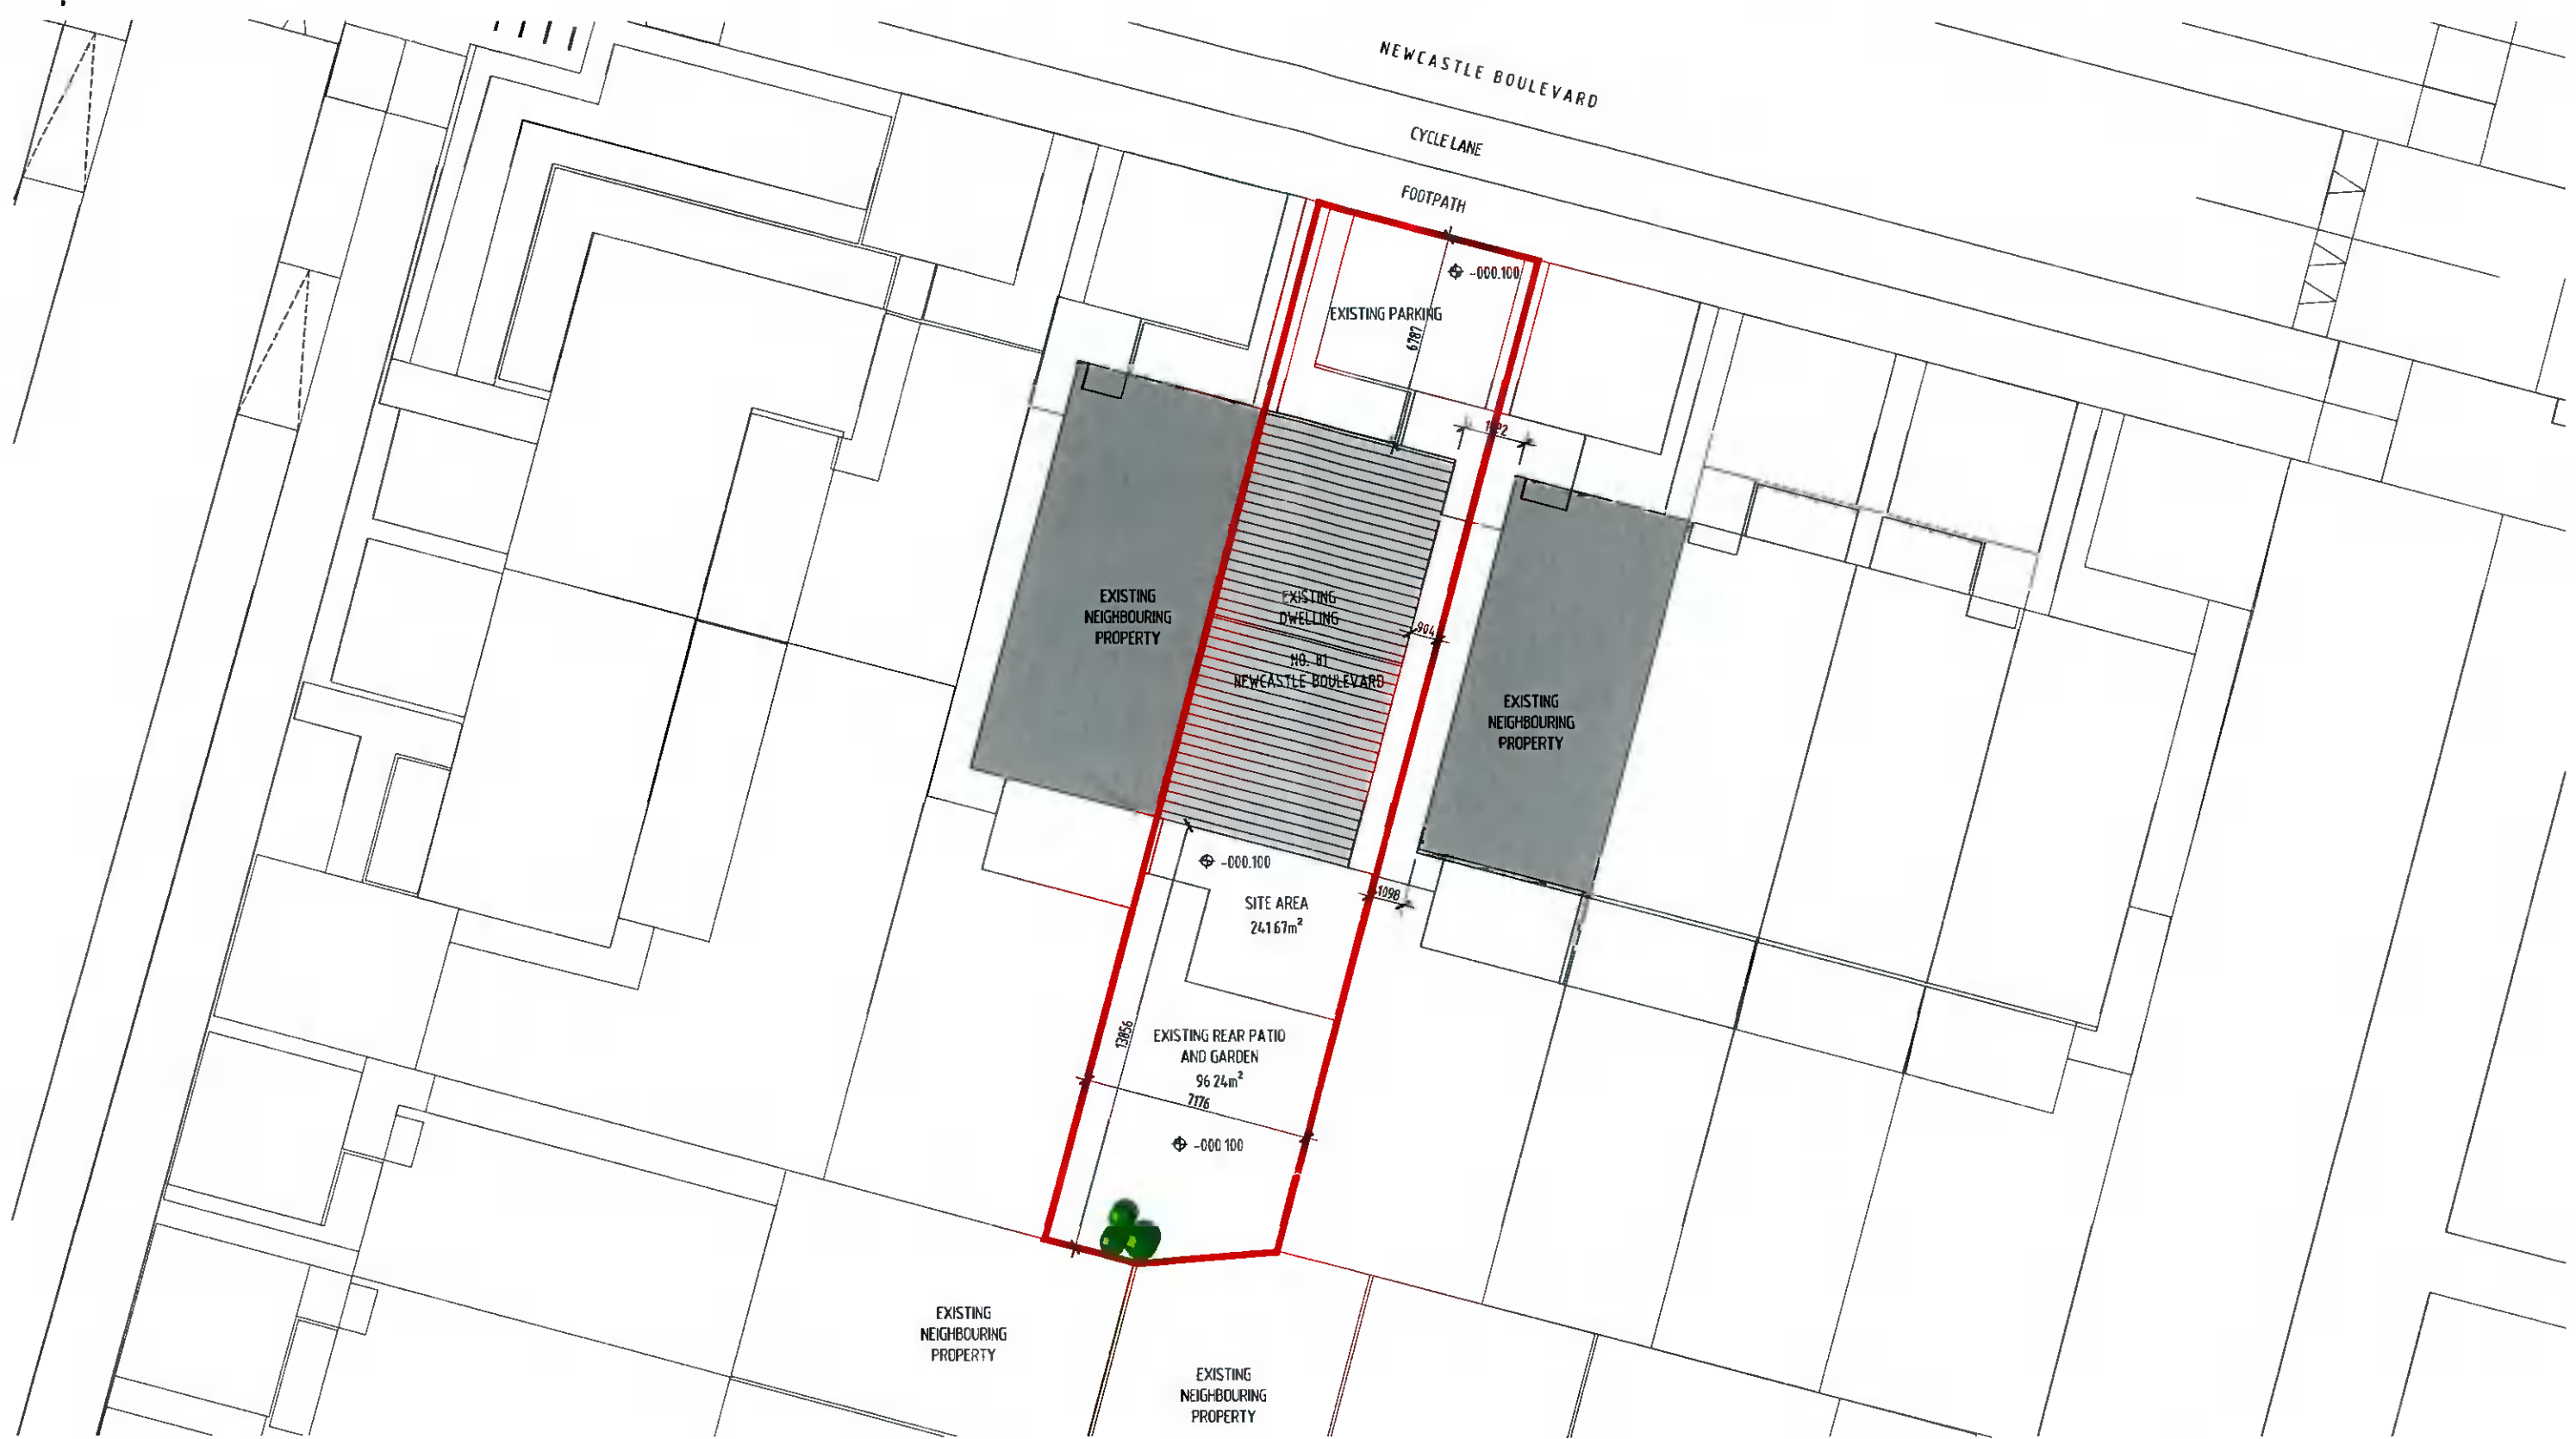 NEWCASTLE BOULEVARD
CYCLE LANE
FOOTPATH
-000.100
EXISTING PARKING
6787
EXISTING
NEIGHBOURING
PROPERTY
EXISTING
DWELLING
NO. 81
NEWCASTLE BOULEVARD
904
EXISTING
NEIGHBOURING
PROPERTY
-000.100
1098
SITE AREA
241.67m²
13856
EXISTING REAR PATIO
AND GARDEN
96.24m²
7176
-000.100
EXISTING
NEIGHBOURING
PROPERTY
EXISTING
NEIGHBOURING
PROPERTY